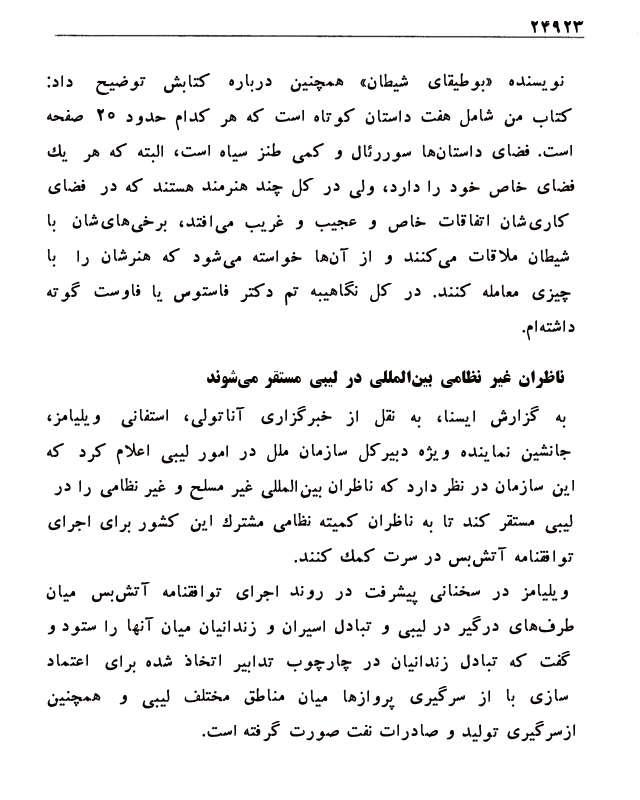 ۲۴۹۲۳
نویسنده «بوطیقای شیطان» همچنین درباره کتابش توضیح داد:
کتاب من شامل هفت داستان کوتاه است که هر کدام حدود ۲۵ صفحه
است. فضای داستان‌ها سوررئال و کمی طنز سیاه است، البته که هر یك
فضای خاص خود را دارد، ولی در کل چند هنرمند هستند که در فضای
کاری‌شان اتفاقات خاص و عجیب و غریب می‌افتد، برخی‌های‌شان با
شیطان ملاقات می‌کنند و از آن‌ها خواسته می‌شود که هنرشان را با
چیزی معامله کنند. در کل نگاهیبه تم دکتر فاستوس یا فاوست گوته
داشته‌ام.
ناظران غیر نظامی بین‌المللی در لیبی مستقر می‌شوند
به گزارش ایسنا، به نقل از خبرگزاری آناتولی، استفانی ویلیامز،
جانشین نماینده ویژه دبیرکل سازمان ملل در امور لیبی اعلام کرد که
این سازمان در نظر دارد که ناظران بین‌المللی غیر مسلح و غیر نظامی را در
لیبی مستقر کند تا به ناظران کمیته نظامی مشترك این کشور برای اجرای
توافقنامه آتش‌بس در سرت کمك کنند.
ویلیامز در سخنانی پیشرفت در روند اجرای توافقنامه آتش‌بس میان
طرف‌های درگیر در لیبی و تبادل اسیران و زندانیان میان آنها را ستود و
گفت که تبادل زندانیان در چارچوب تدابیر اتخاذ شده برای اعتماد
سازی با از سرگیری پروازها میان مناطق مختلف لیبی و همچنین
ازسرگیری تولید و صادرات نفت صورت گرفته است.